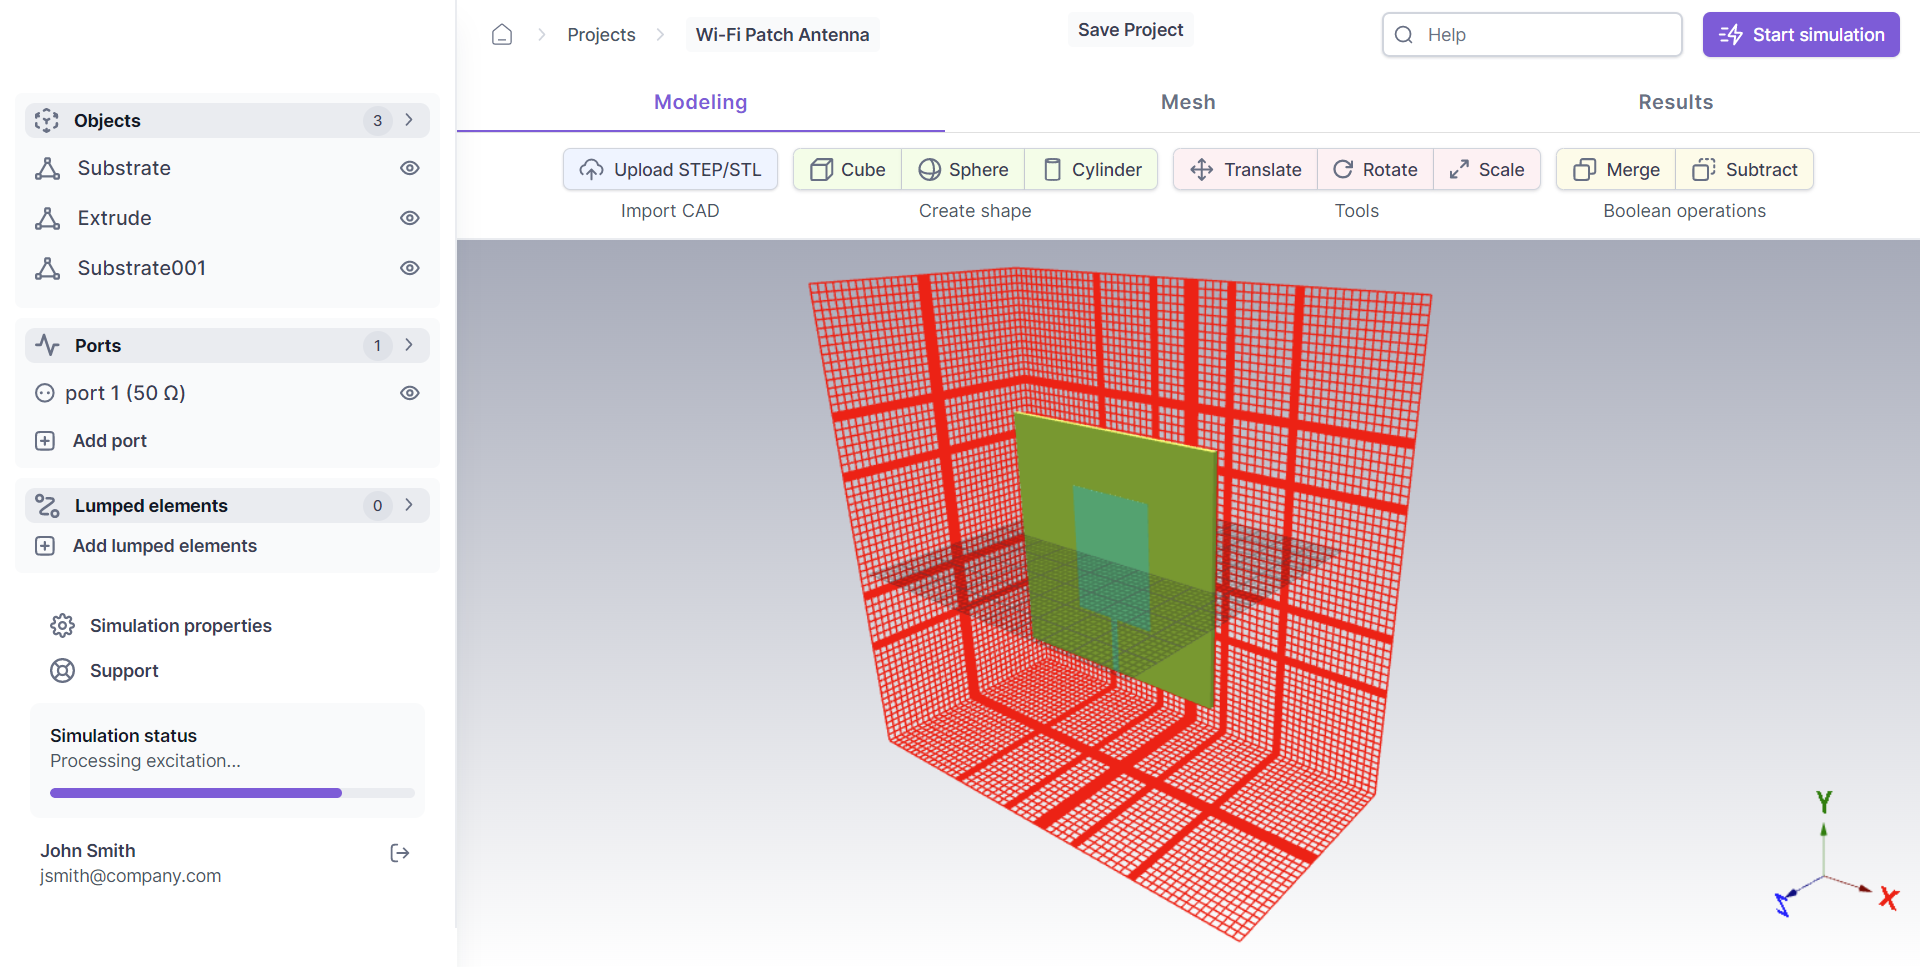 Projects
Wi-Fi Patch Antenna
Save Project
Help
Start simulation
Modeling
Mesh
Results
Upload STEP/STL
Cube
Sphere
Cylinder
Translate
Rotate
Scale
Merge
Subtract
Import CAD
Create shape
Tools
Boolean operations
Objects
3
Substrate
Extrude
Substrate001
Ports
1
port 1 (50 Ω)
Add port
Lumped elements
0
Add lumped elements
Simulation properties
Support
Simulation status
Processing excitation...
John Smith
jsmith@company.com
Y
Z
X